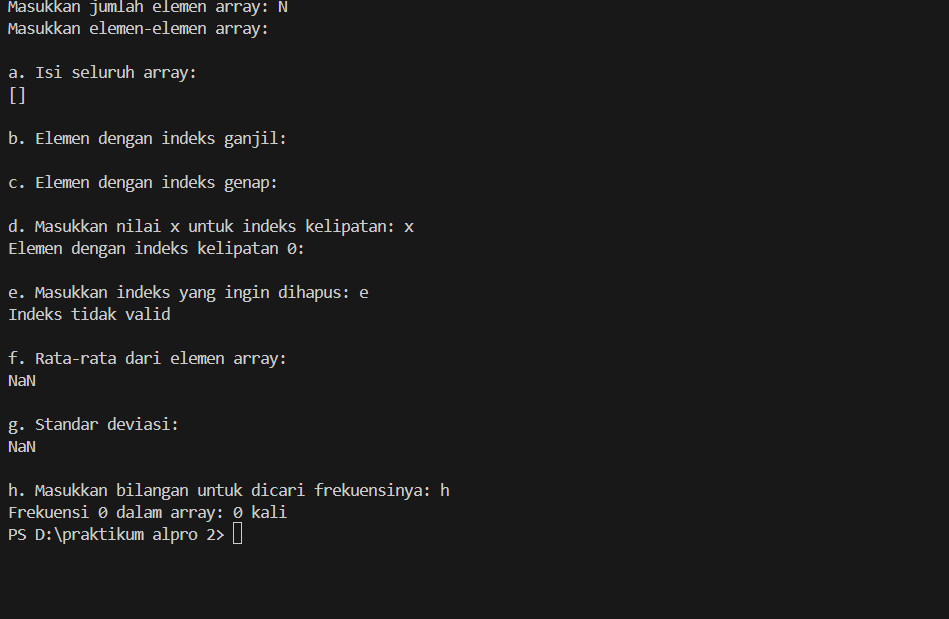 Masukkan jumlah elemen array: N
Masukkan elemen-elemen array:
a. Isi seluruh array:
[]
b. Elemen dengan indeks ganjil:
c. Elemen dengan indeks genap:
d. Masukkan nilai x untuk indeks kelipatan: x
Elemen dengan indeks kelipatan 0:
e. Masukkan indeks yang ingin dihapus: e
Indeks tidak valid
f. Rata-rata dari elemen array:
NaN
g. Standar deviasi:
NaN
h. Masukkan bilangan untuk dicari frekuensinya: h
Frekuensi 0 dalam array: 0 kali
PS D:\praktikum alpro 2>